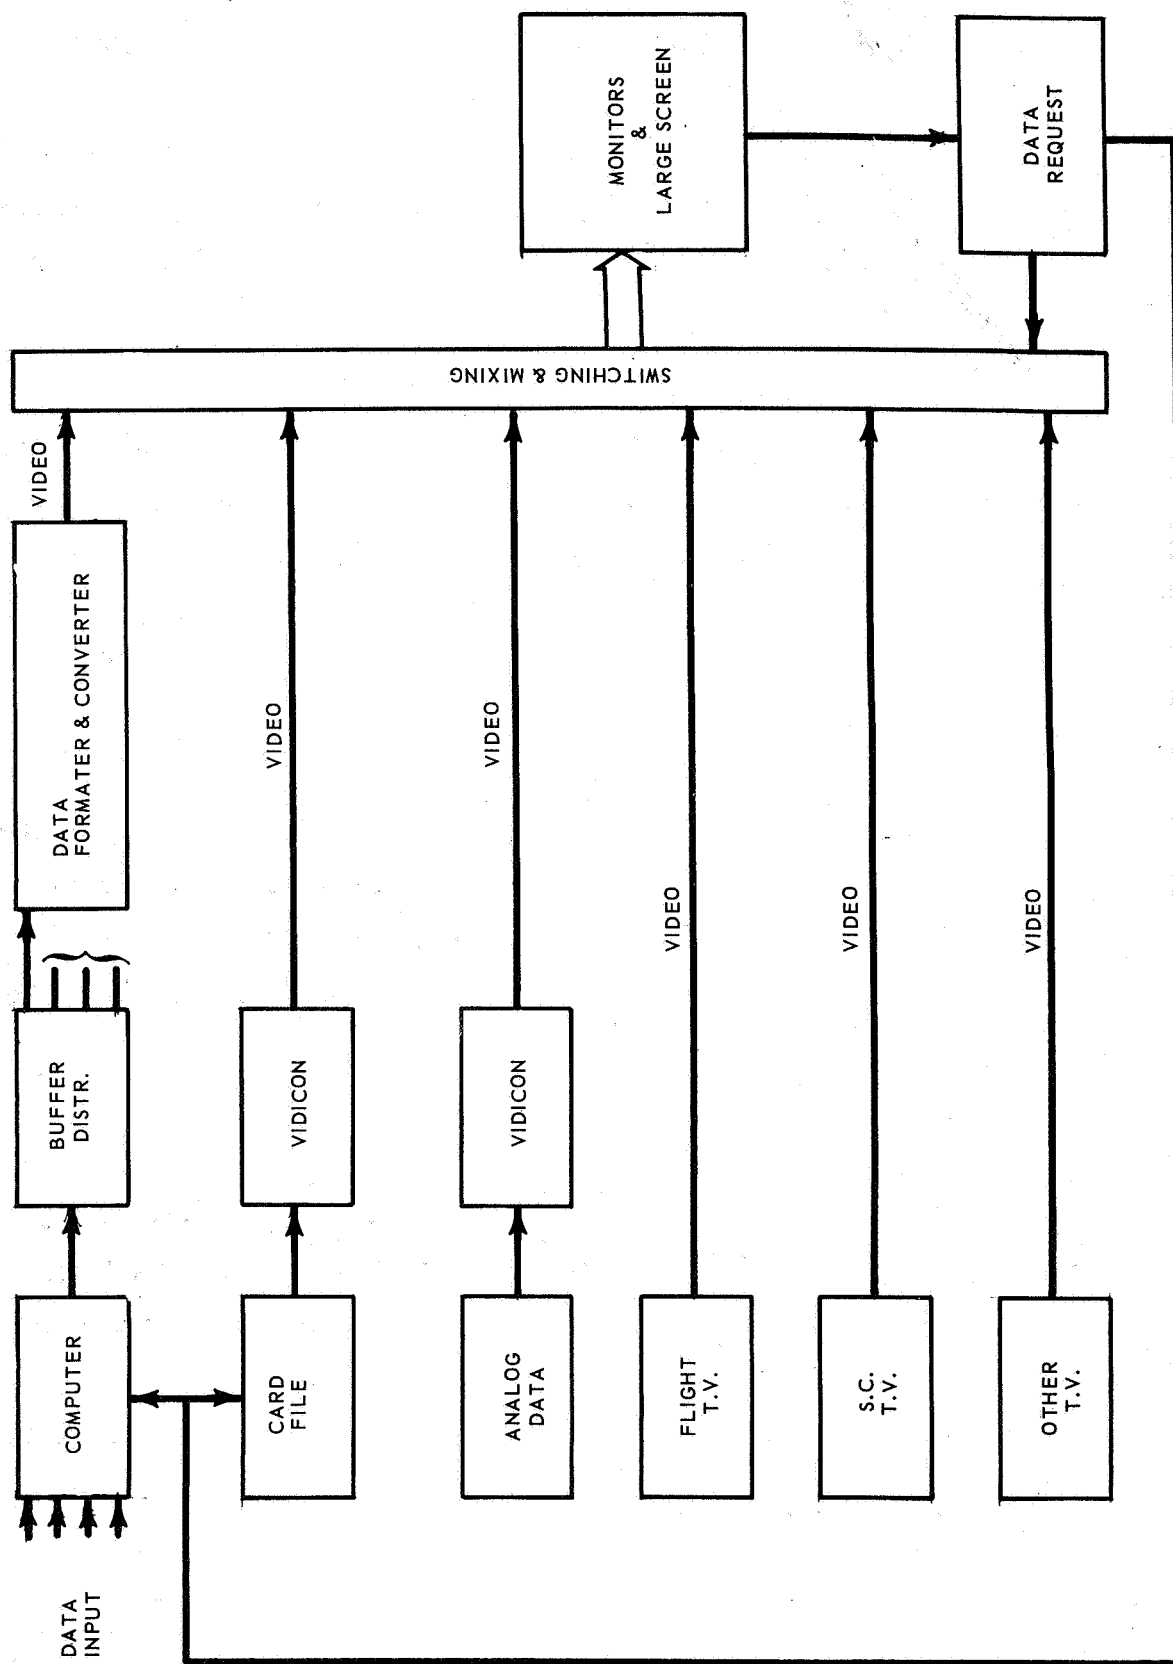 DATA
INPUT
COMPUTER
BUFFER
DISTR.
DATA
FORMATER & CONVERTER
VIDEO
CARD
FILE
VIDICON
VIDEO
ANALOG
DATA
VIDICON
VIDEO
FLIGHT
T.V.
VIDEO
S.C.
T.V.
VIDEO
OTHER
T.V.
VIDEO
SWITCHING & MIXING
MONITORS
&
LARGE SCREEN
DATA
REQUEST